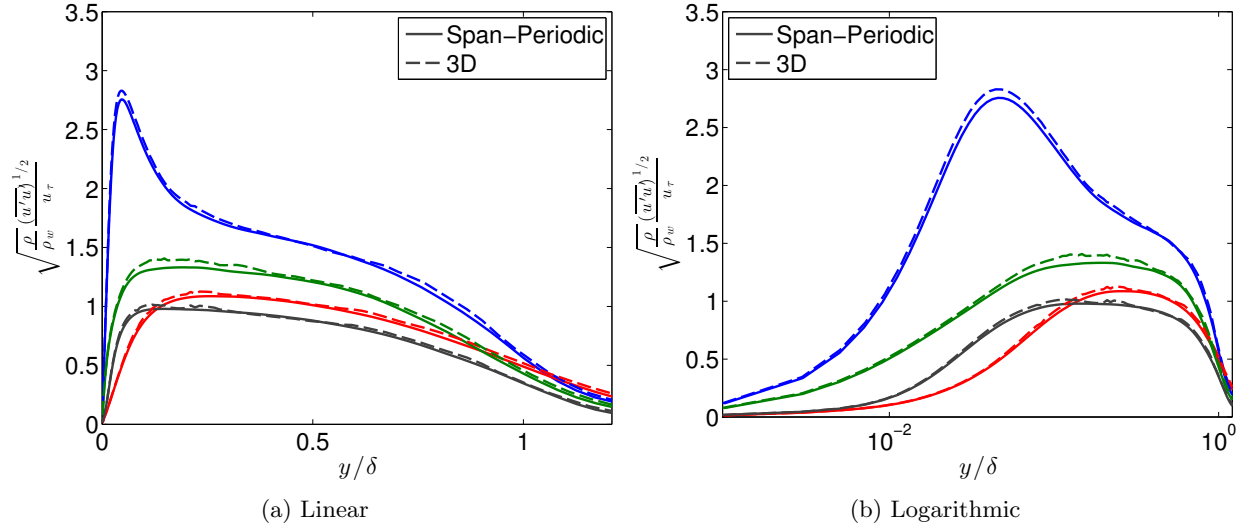 3.5
3
2.5
2
1.5
1
0.5
0
0
0.5
1
Span−Periodic
3D
√(ρ/ρ_w) (u'u')^{1/2}/u_τ
y/δ
(a) Linear
3.5
3
2.5
2
1.5
1
0.5
0
10^{−2}
10^{0}
Span−Periodic
3D
√(ρ/ρ_w) (u'u')^{1/2}/u_τ
y/δ
(b) Logarithmic